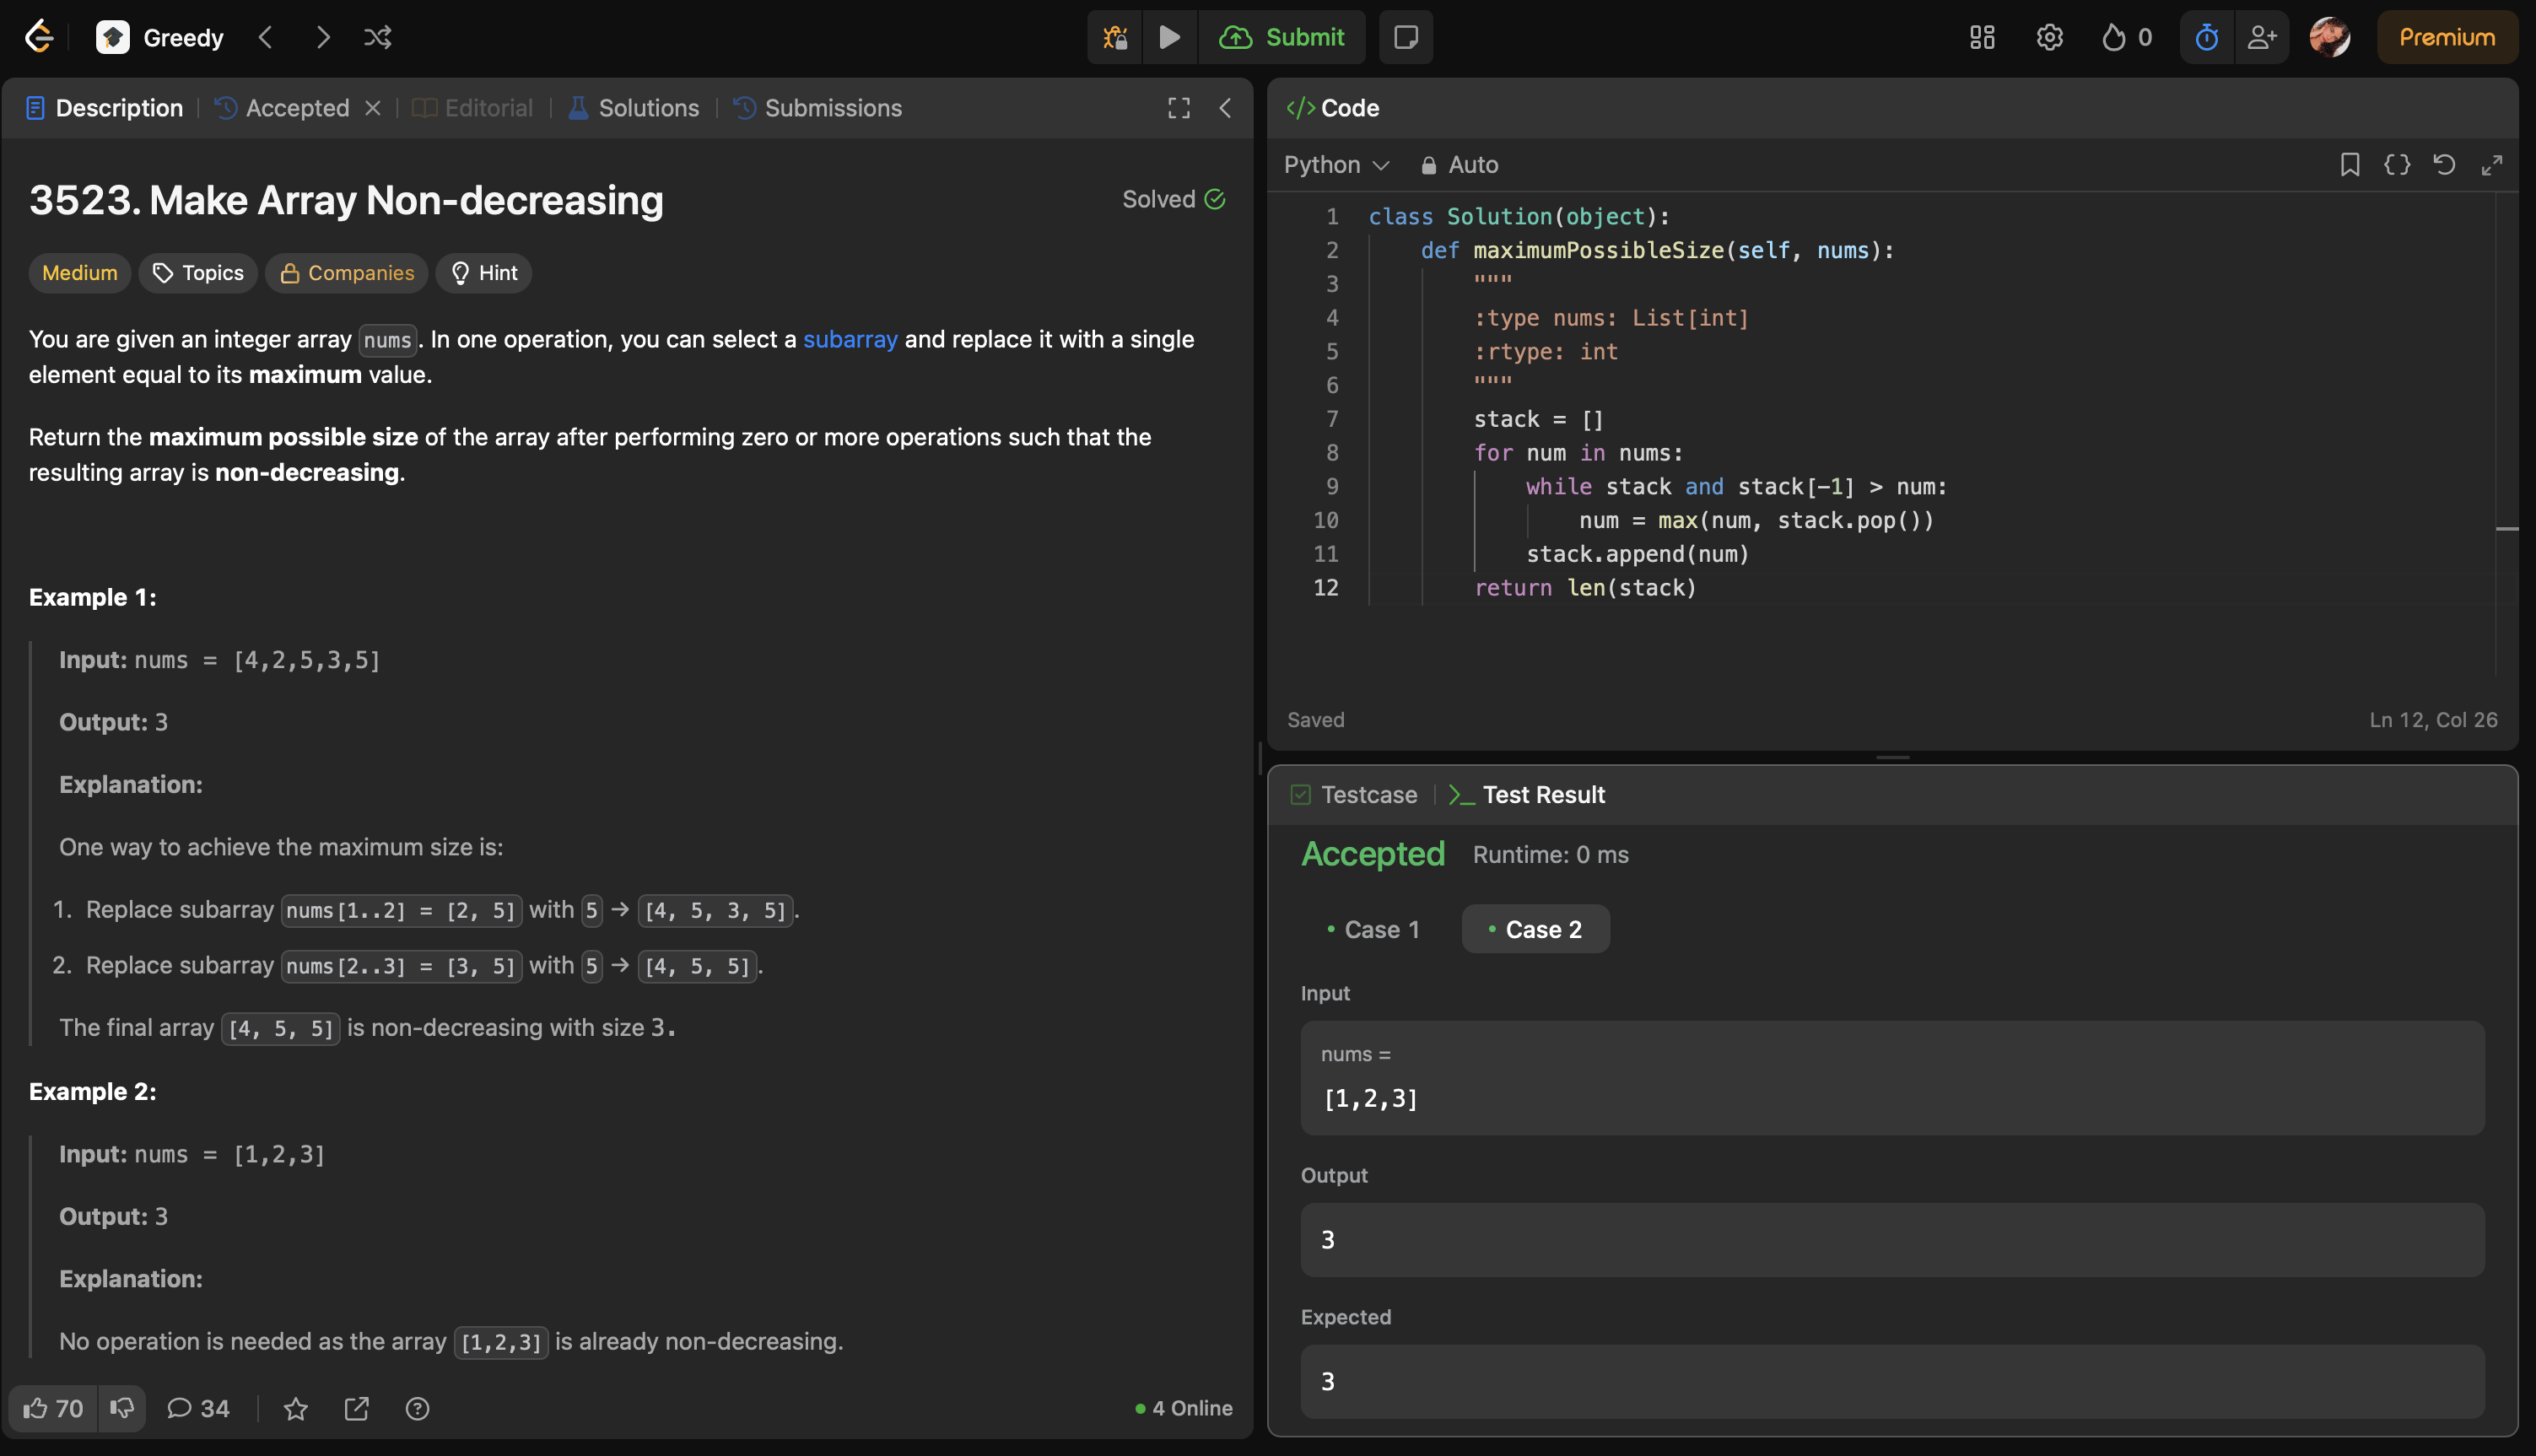 Greedy
Submit
0
Premium
Description
Accepted
Editorial
Solutions
Submissions
3523. Make Array Non-decreasing
Solved
Medium
Topics
Companies
Hint
You are given an integer array nums. In one operation, you can select a subarray and replace it with a single
element equal to its maximum value.
Return the maximum possible size of the array after performing zero or more operations such that the
resulting array is non-decreasing.
Example 1:
Input: nums = [4,2,5,3,5]
Output: 3
Explanation:
One way to achieve the maximum size is:
1. Replace subarray nums[1..2] = [2, 5] with 5 → [4, 5, 3, 5].
2. Replace subarray nums[2..3] = [3, 5] with 5 → [4, 5, 5].
The final array [4, 5, 5] is non-decreasing with size 3.
Example 2:
Input: nums = [1,2,3]
Output: 3
Explanation:
No operation is needed as the array [1,2,3] is already non-decreasing.
70
34
4 Online
</> Code
Python
Auto
1 class Solution(object):
2     def maximumPossibleSize(self, nums):
3         """
4         :type nums: List[int]
5         :rtype: int
6         """
7         stack = []
8         for num in nums:
9             while stack and stack[-1] > num:
10                 num = max(num, stack.pop())
11             stack.append(num)
12         return len(stack)
Saved
Ln 12, Col 26
Testcase
>_ Test Result
Accepted
Runtime: 0 ms
• Case 1
• Case 2
Input
nums =
[1,2,3]
Output
3
Expected
3